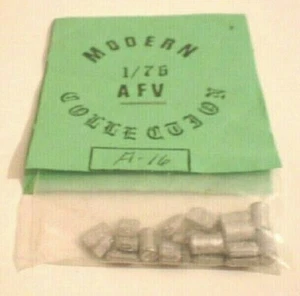 MODERN
1/76
AFV
COLLECTION
A-16